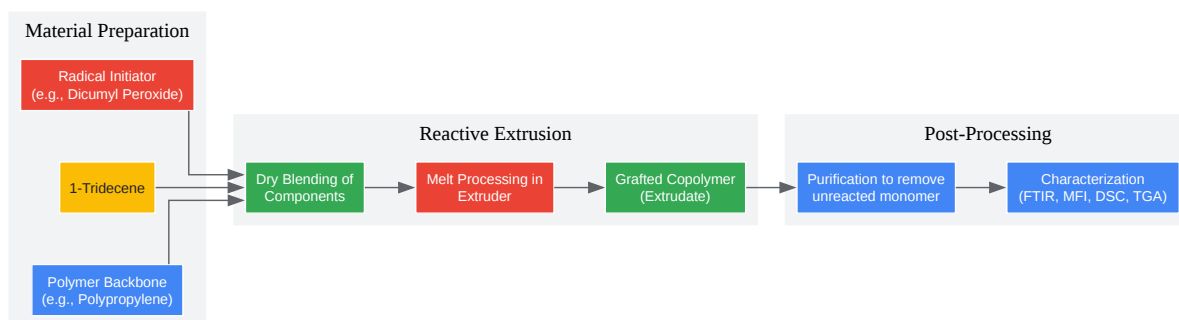 Material Preparation
Radical Initiator
(e.g., Dicumyl Peroxide)
1-Tridecene
Polymer Backbone
(e.g., Polypropylene)
Reactive Extrusion
Dry Blending of
Components
Melt Processing in
Extruder
Grafted Copolymer
(Extrudate)
Post-Processing
Purification to remove
unreacted monomer
Characterization
(FTIR, MFI, DSC, TGA)